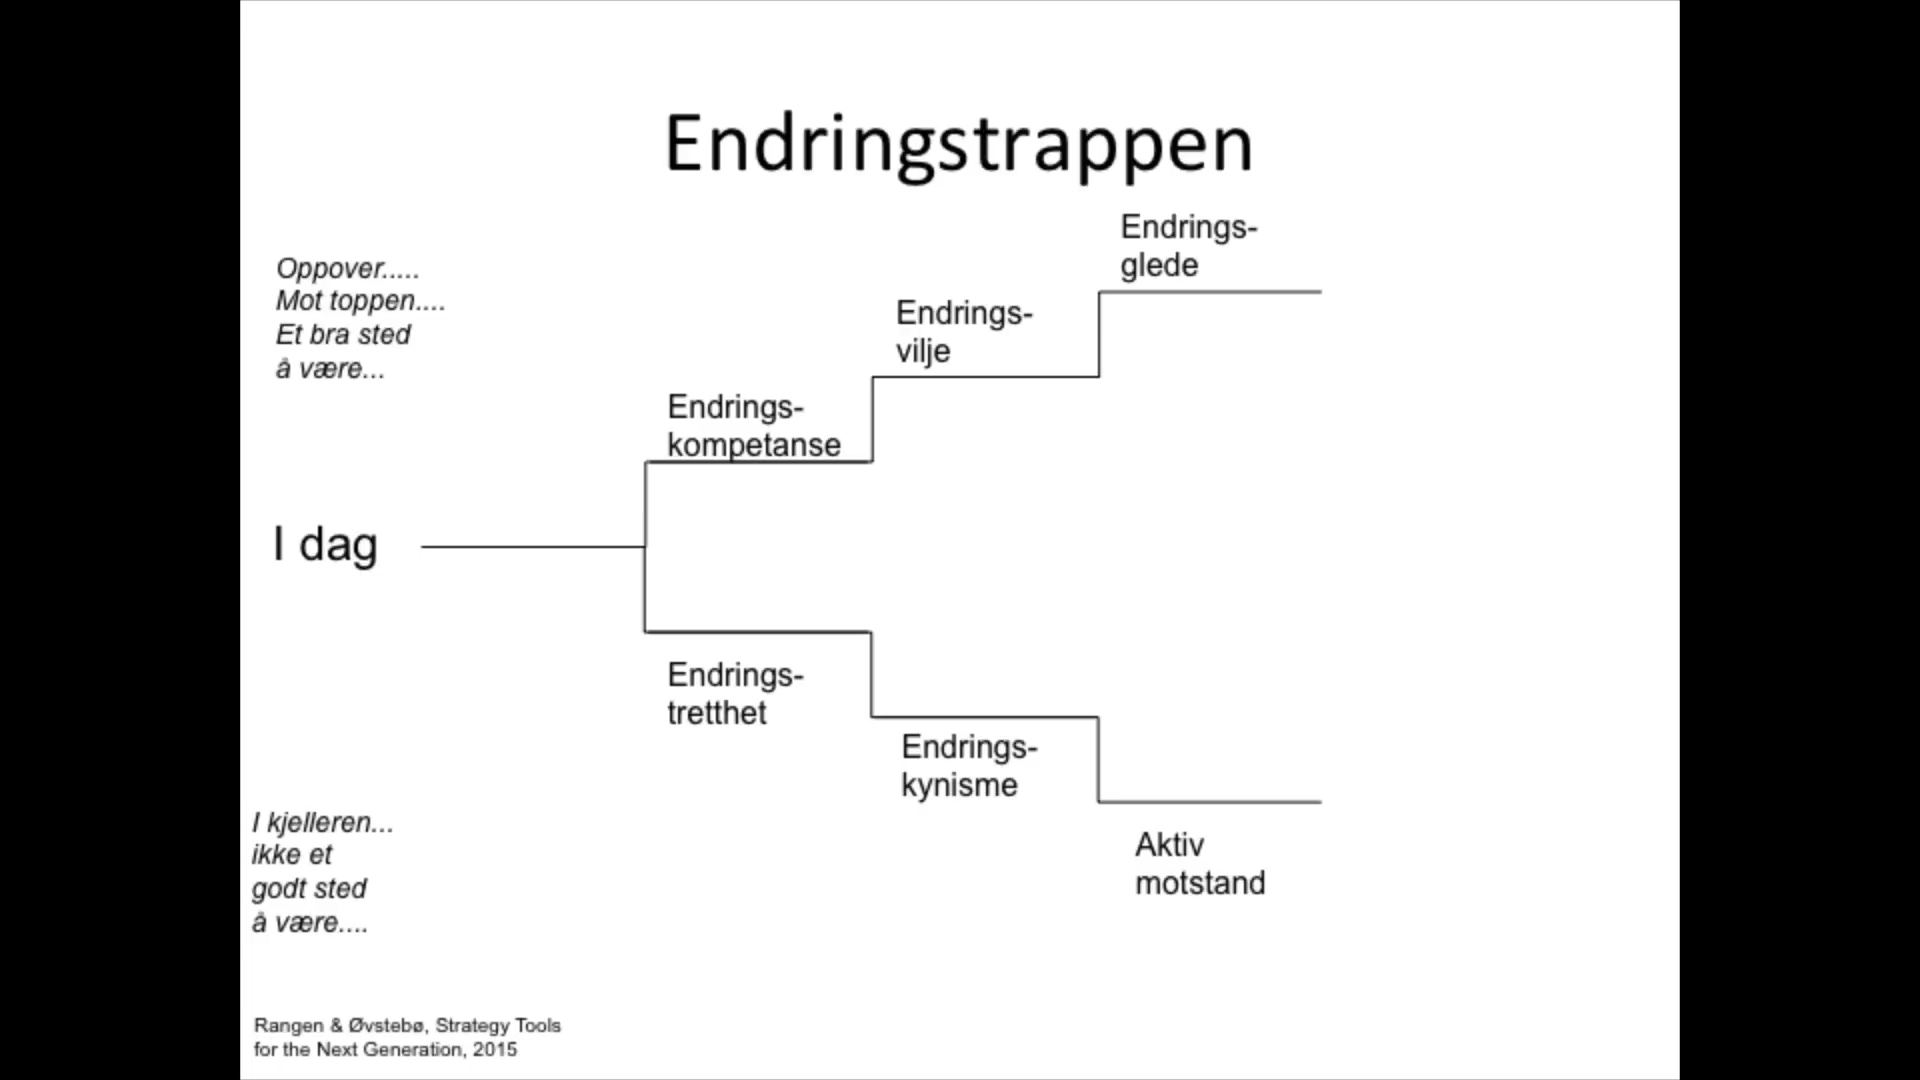 Endringstrappen
Oppover.....
Mot toppen....
Et bra sted
å være...
Endrings-
glede
Endrings-
vilje
Endrings-
kompetanse
I dag
Endrings-
tretthet
Endrings-
kynisme
Aktiv
motstand
I kjelleren...
ikke et
godt sted
å være....
Rangen & Øvstebø, Strategy Tools
for the Next Generation, 2015